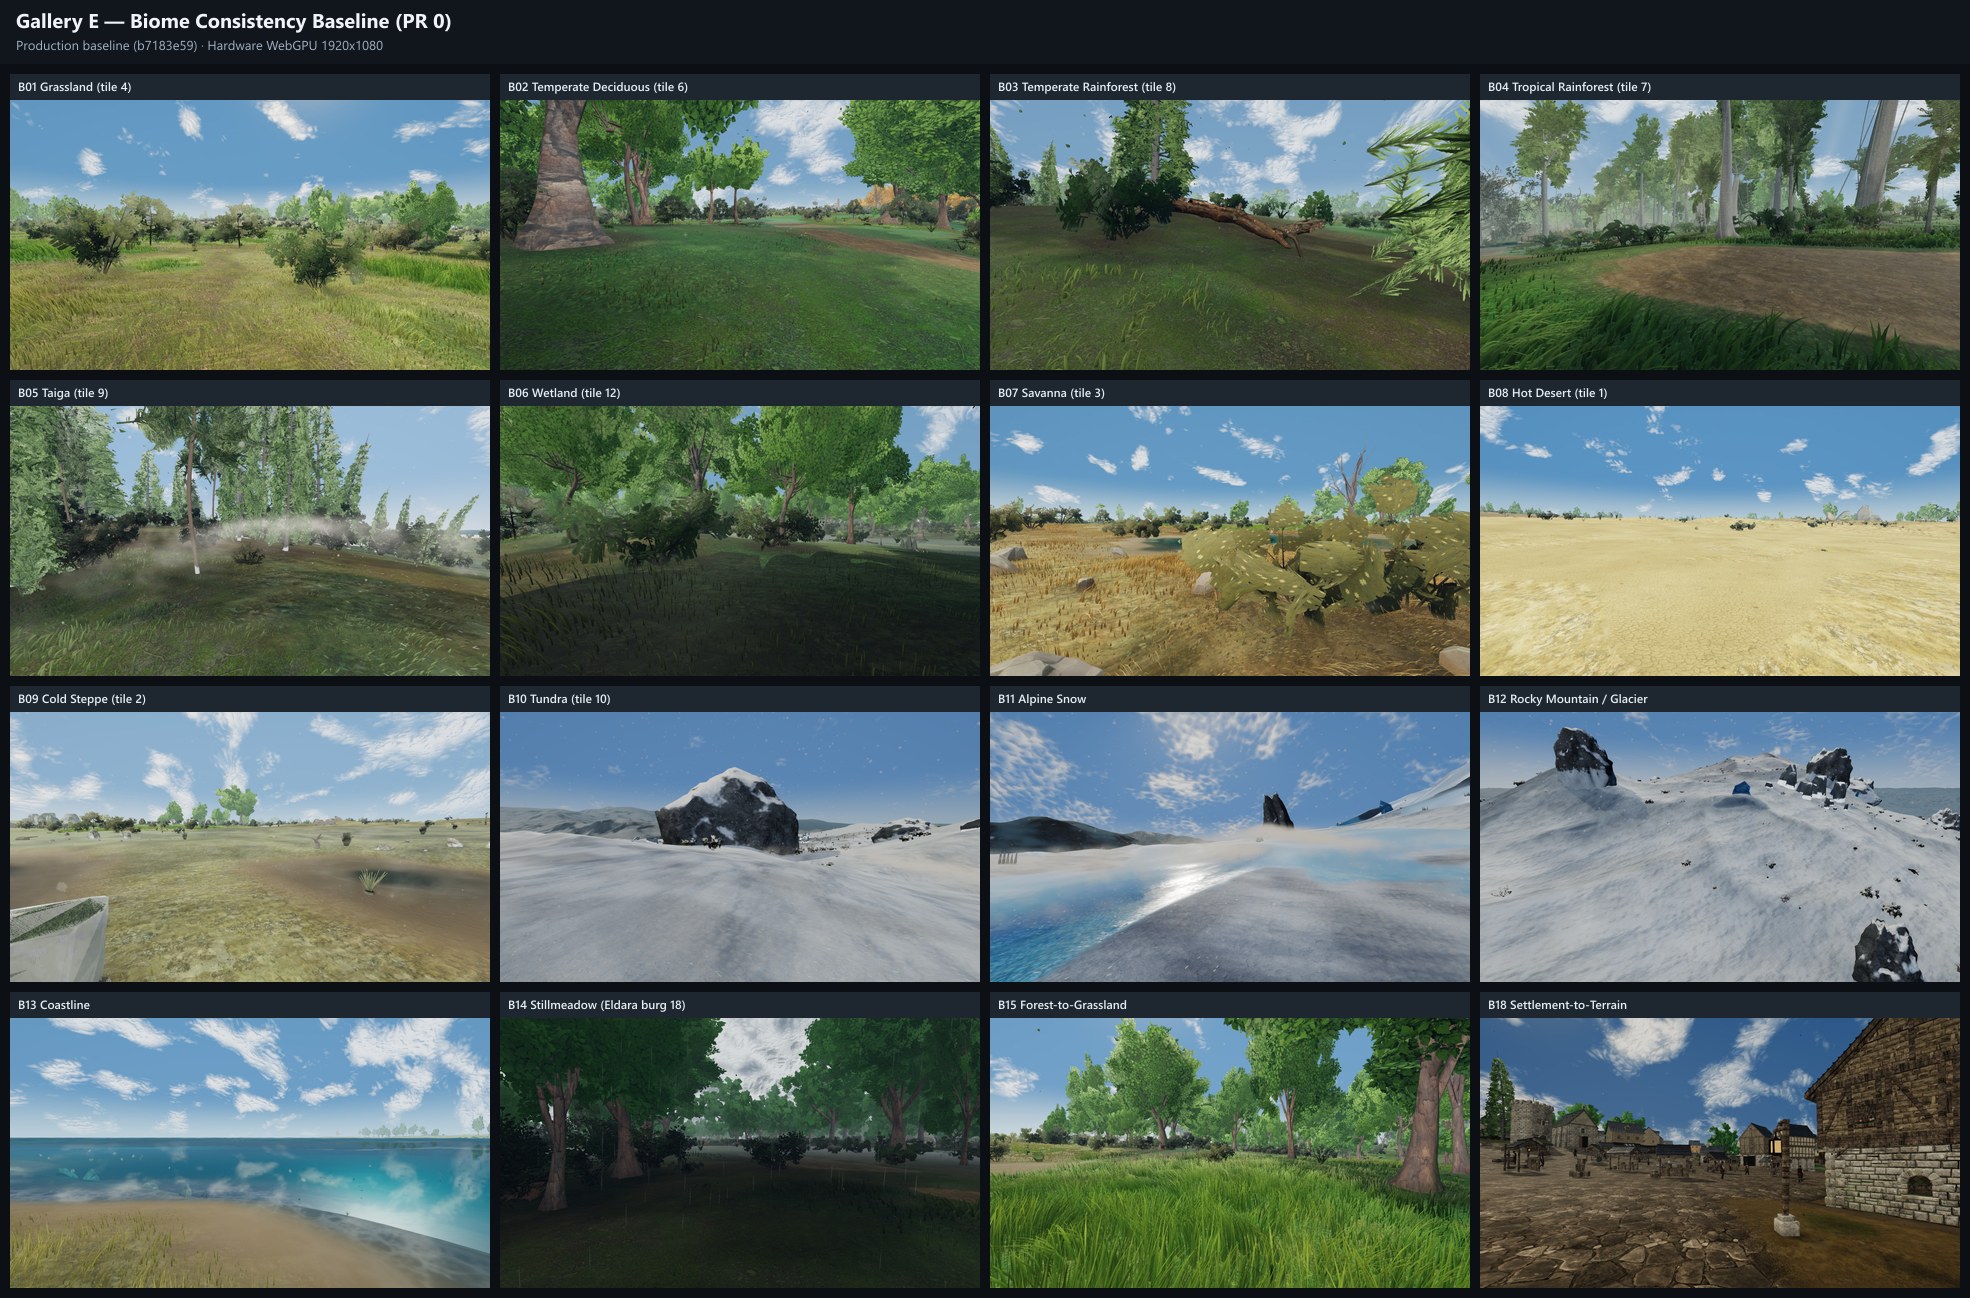 Gallery E — Biome Consistency Baseline (PR 0)
Production baseline (b7183e59) · Hardware WebGPU 1920x1080
B01 Grassland (tile 4)
B02 Temperate Deciduous (tile 6)
B03 Temperate Rainforest (tile 8)
B04 Tropical Rainforest (tile 7)
B05 Taiga (tile 9)
B06 Wetland (tile 12)
B07 Savanna (tile 3)
B08 Hot Desert (tile 1)
B09 Cold Steppe (tile 2)
B10 Tundra (tile 10)
B11 Alpine Snow
B12 Rocky Mountain / Glacier
B13 Coastline
B14 Stillmeadow (Eldara burg 18)
B15 Forest-to-Grassland
B18 Settlement-to-Terrain